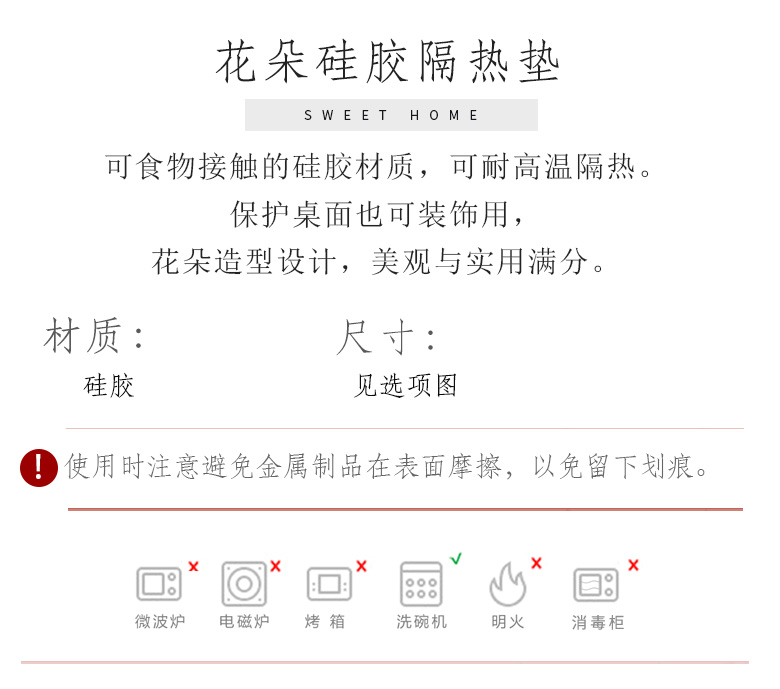 花朵硅胶隔热垫
SWEET HOME
可食物接触的硅胶材质，可耐高温隔热。
保护桌面也可装饰用，
花朵造型设计，美观与实用满分。
材质： 尺寸：
硅胶 见选项图
使用时注意避免金属制品在表面摩擦，以免留下划痕。
微波炉 电磁炉 烤 箱 洗碗机 明火 消毒柜